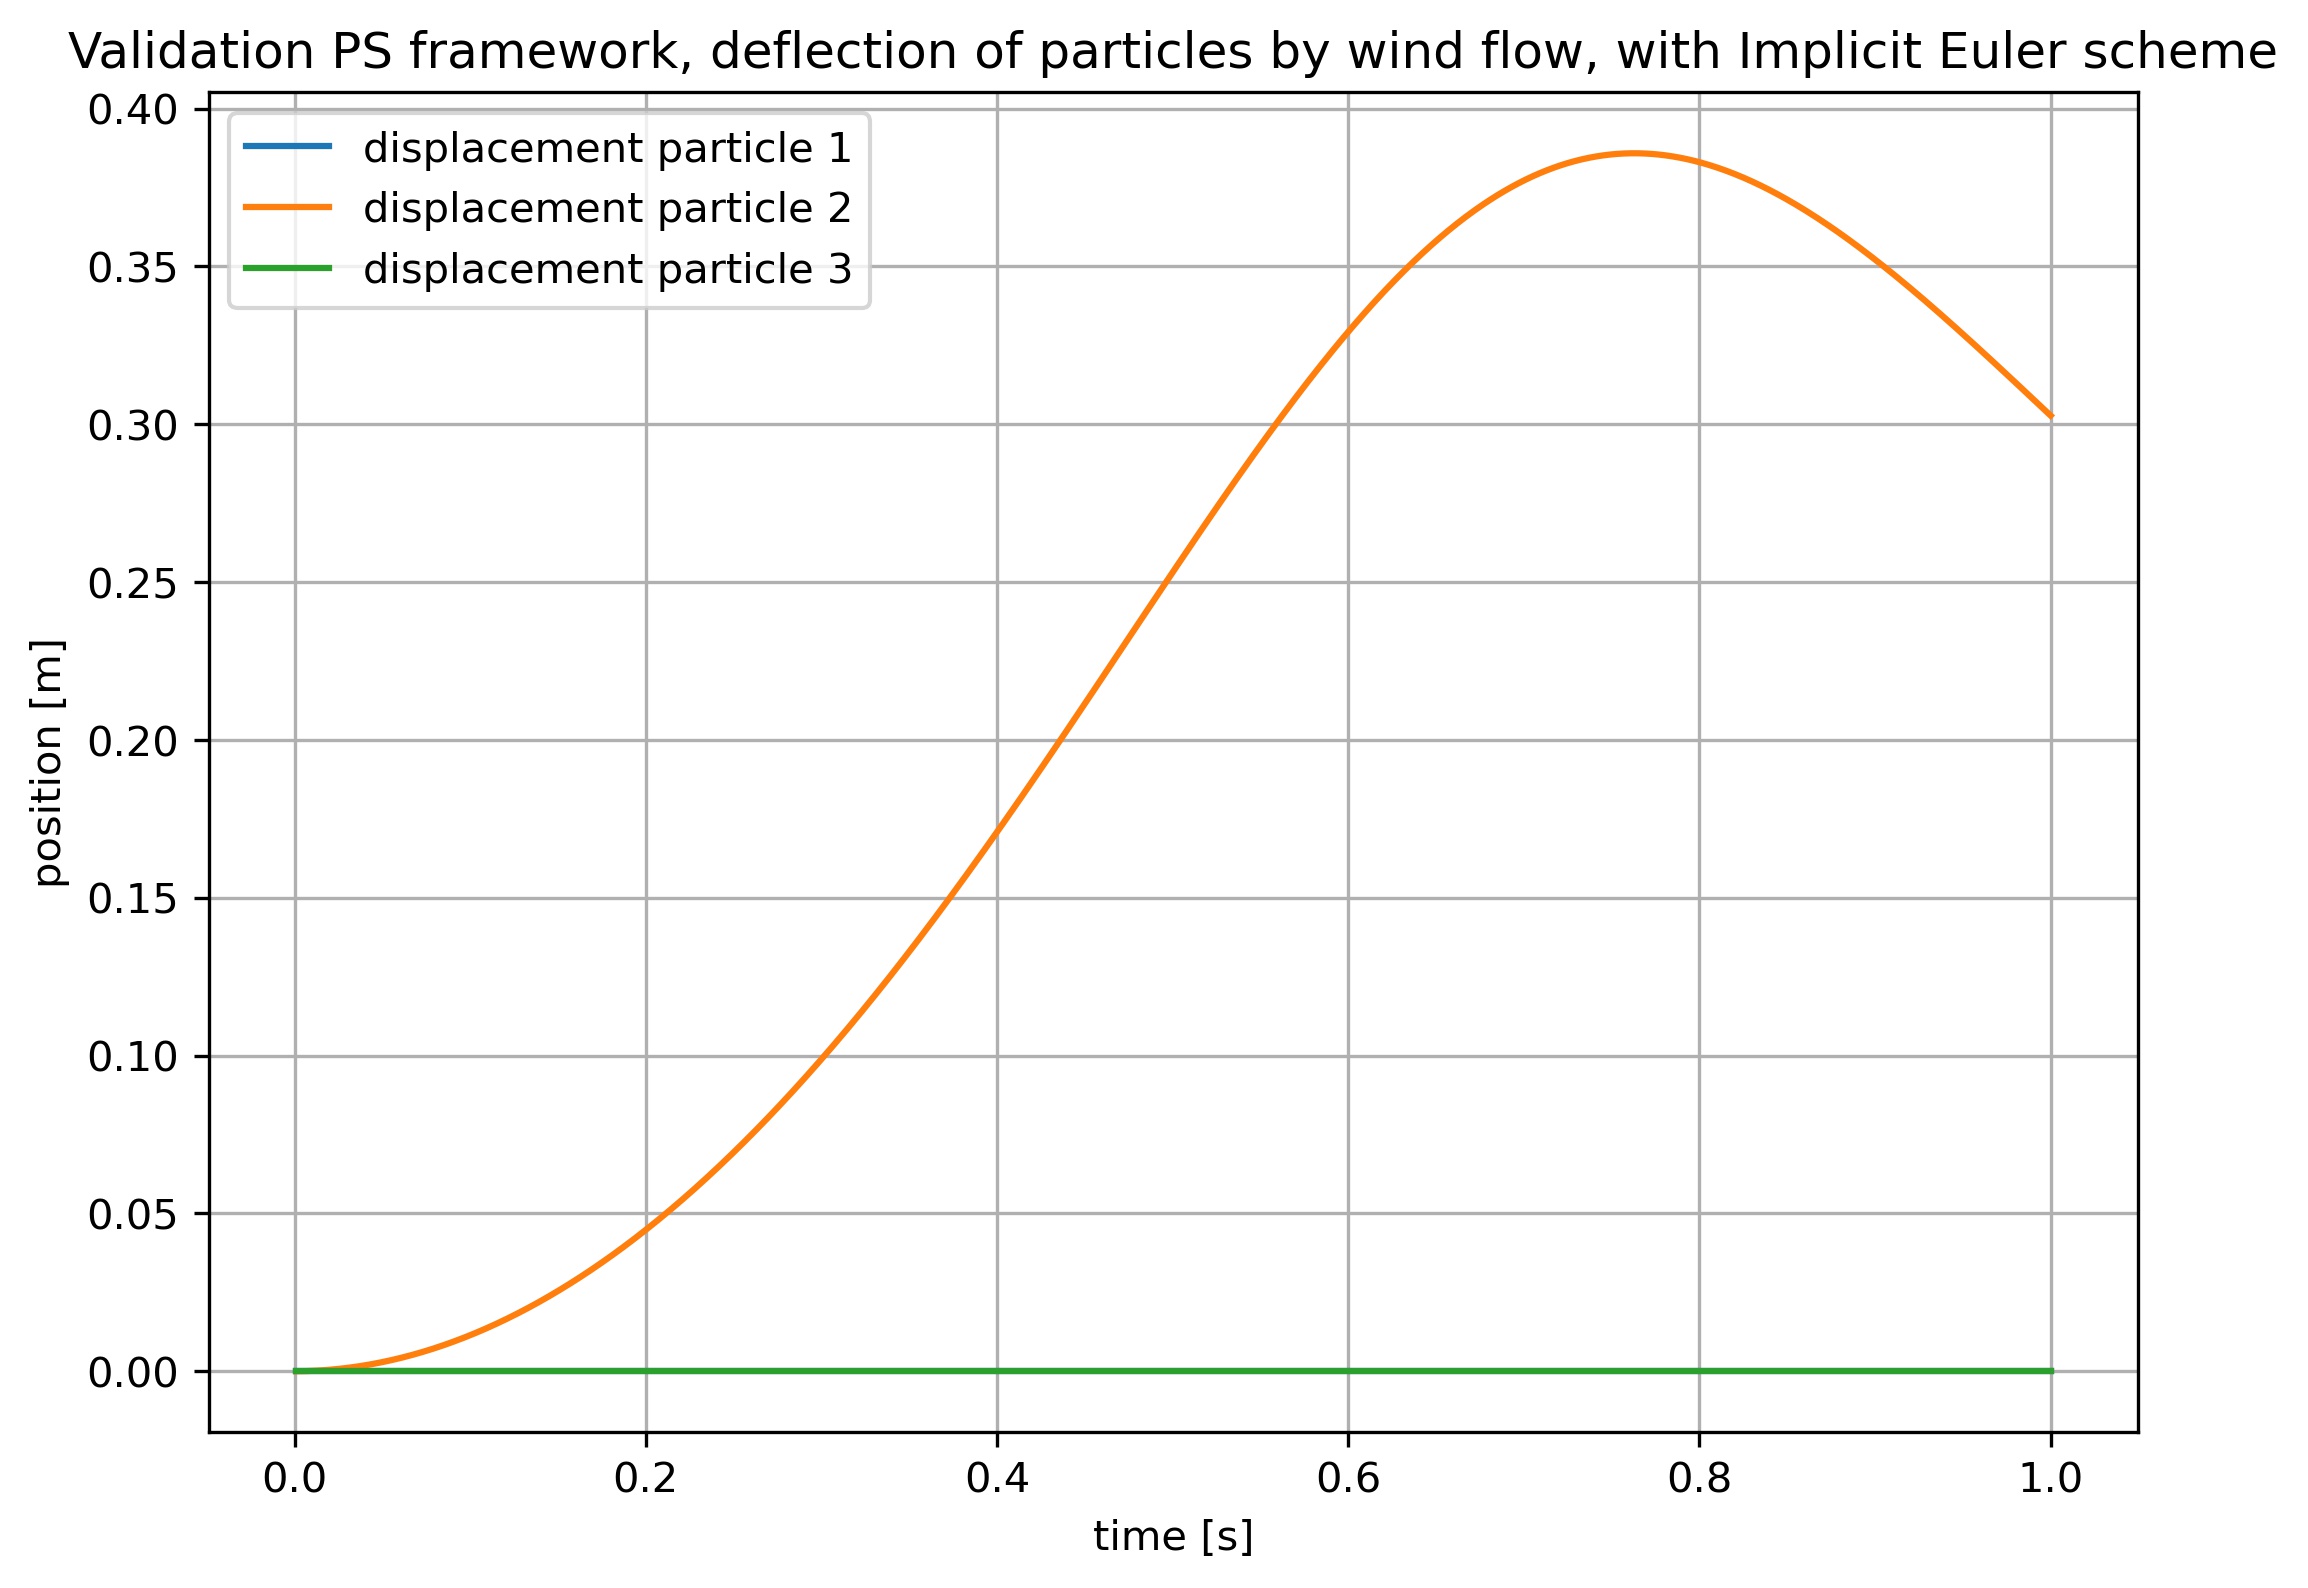 Validation PS framework, deflection of particles by wind flow, with Implicit Euler scheme
0.40
0.35
0.30
0.25
0.20
0.15
0.10
0.05
0.00
position [m]
displacement particle 1
displacement particle 2
displacement particle 3
0.0
0.2
0.4
0.6
0.8
1.0
time [s]